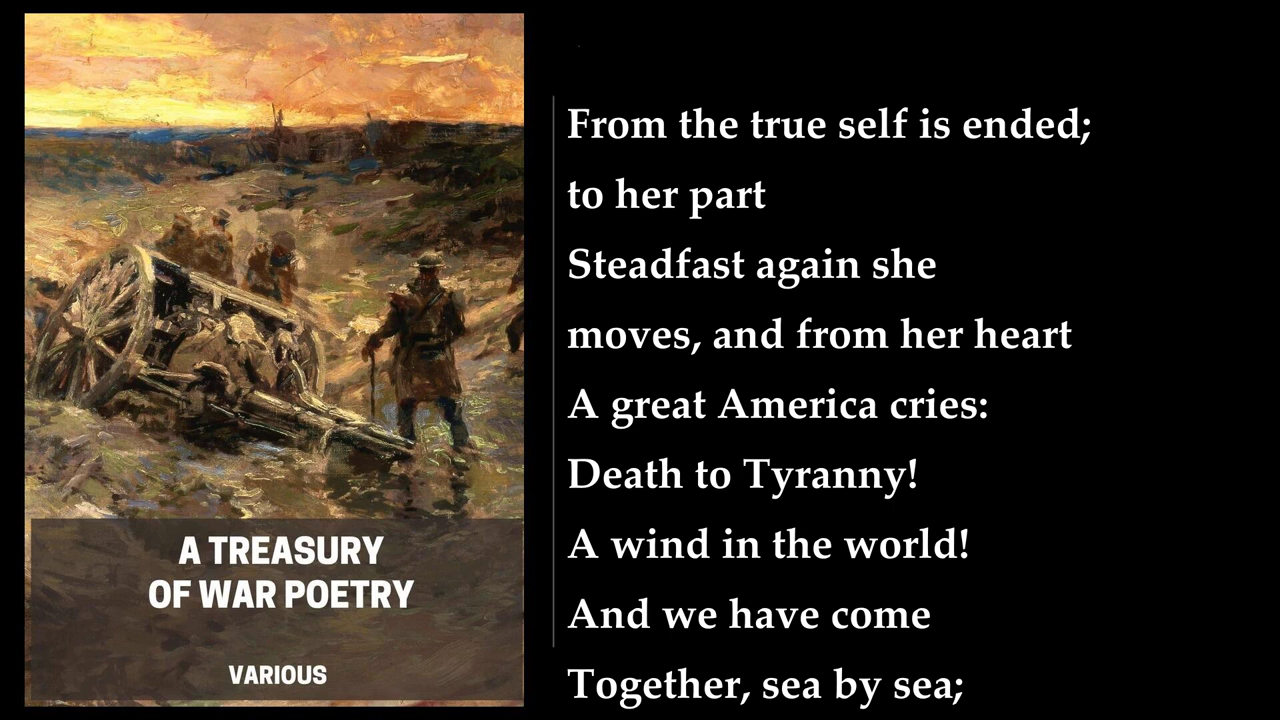 A TREASURY
OF WAR POETRY
VARIOUS
From the true self is ended;
to her part
Steadfast again she
moves, and from her heart
A great America cries:
Death to Tyranny!
A wind in the world!
And we have come
Together, sea by sea;